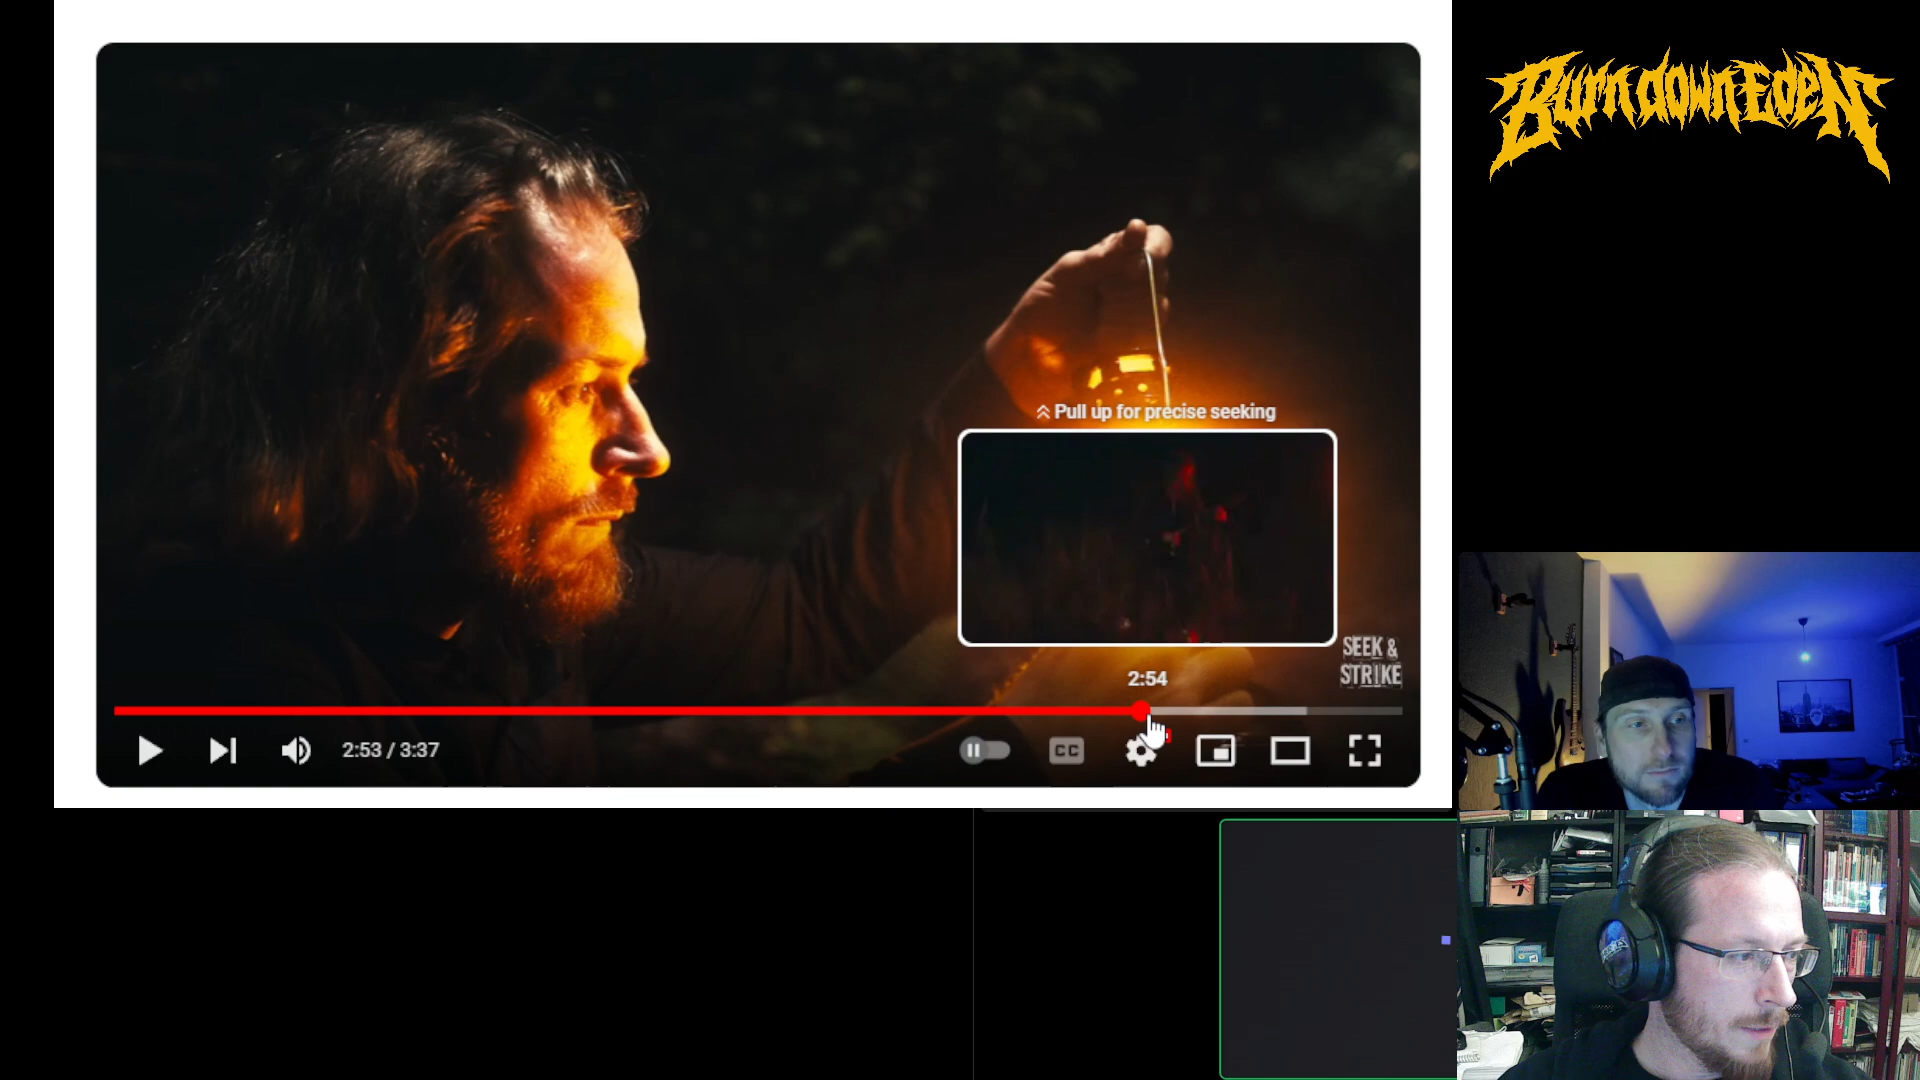 Burn down Eden
Pull up for precise seeking
SEEK &
STRIKE
2:54
2:53 / 3:37
CC